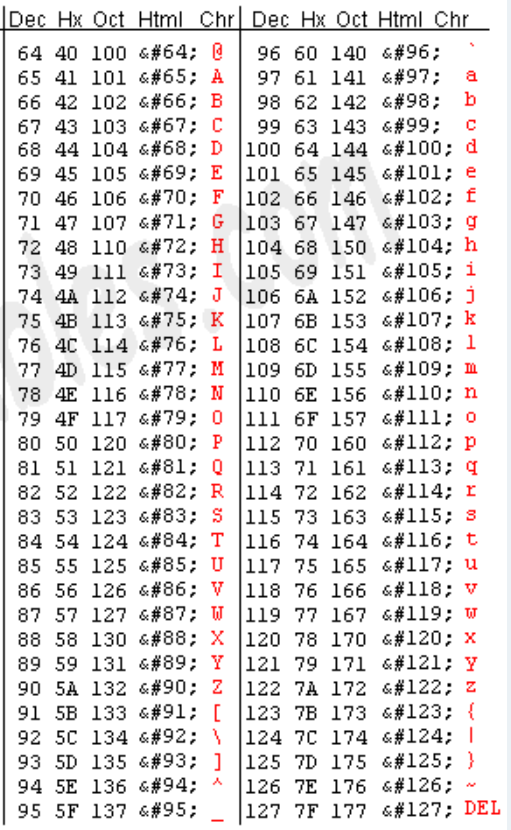 Dec Hx Oct Html Chr Dec Hx Oct Html Chr
64 40 100 &#64; @ 96 60 140 &#96; `
65 41 101 &#65; A 97 61 141 &#97; a
66 42 102 &#66; B 98 62 142 &#98; b
67 43 103 &#67; C 99 63 143 &#99; c
68 44 104 &#68; D 100 64 144 &#100; d
69 45 105 &#69; E 101 65 145 &#101; e
70 46 106 &#70; F 102 66 146 &#102; f
71 47 107 &#71; G 103 67 147 &#103; g
72 48 110 &#72; H 104 68 150 &#104; h
73 49 111 &#73; I 105 69 151 &#105; i
74 4A 112 &#74; J 106 6A 152 &#106; j
75 4B 113 &#75; K 107 6B 153 &#107; k
76 4C 114 &#76; L 108 6C 154 &#108; l
77 4D 115 &#77; M 109 6D 155 &#109; m
78 4E 116 &#78; N 110 6E 156 &#110; n
79 4F 117 &#79; O 111 6F 157 &#111; o
80 50 120 &#80; P 112 70 160 &#112; p
81 51 121 &#81; Q 113 71 161 &#113; q
82 52 122 &#82; R 114 72 162 &#114; r
83 53 123 &#83; S 115 73 163 &#115; s
84 54 124 &#84; T 116 74 164 &#116; t
85 55 125 &#85; U 117 75 165 &#117; u
86 56 126 &#86; V 118 76 166 &#118; v
87 57 127 &#87; W 119 77 167 &#119; w
88 58 130 &#88; X 120 78 170 &#120; x
89 59 131 &#89; Y 121 79 171 &#121; y
90 5A 132 &#90; Z 122 7A 172 &#122; z
91 5B 133 &#91; [ 123 7B 173 &#123; {
92 5C 134 &#92; \ 124 7C 174 &#124; |
93 5D 135 &#93; ] 125 7D 175 &#125; }
94 5E 136 &#94; ^ 126 7E 176 &#126; ~
95 5F 137 &#95; _ 127 7F 177 &#127; DEL